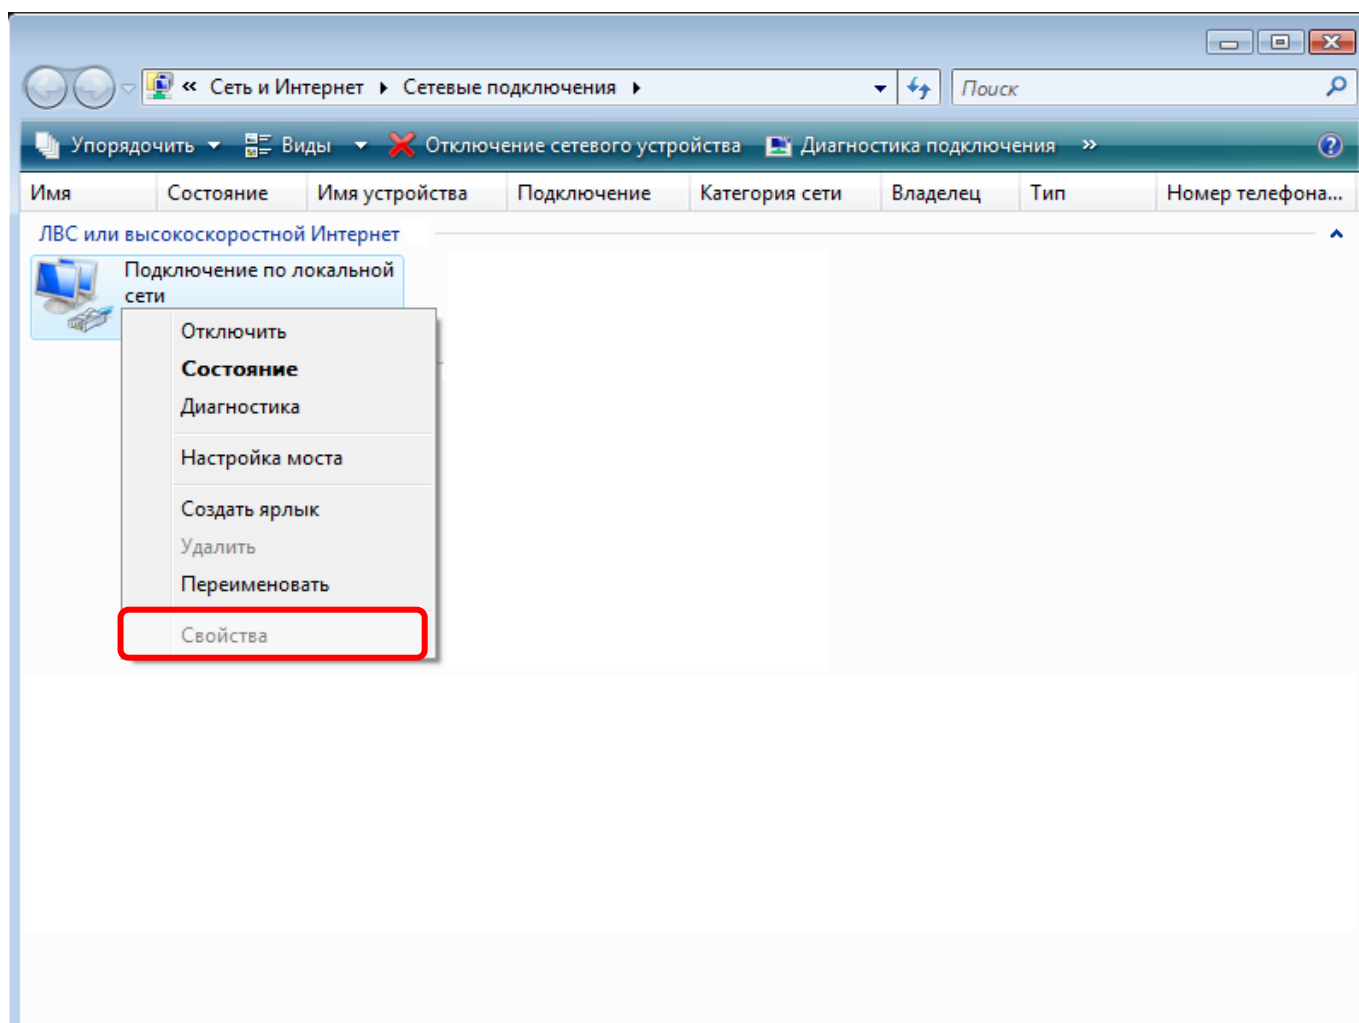 « Сеть и Интернет Сетевые подключения Поиск
Упорядочить Виды Отключение сетевого устройства Диагностика подключения »
Имя Состояние Имя устройства Подключение Категория сети Владелец Тип Номер телефона...
ЛВС или высокоскоростной Интернет
Подключение по локальной
сети
Отключить
Состояние
Диагностика
Настройка моста
Создать ярлык
Удалить
Переименовать
Свойства